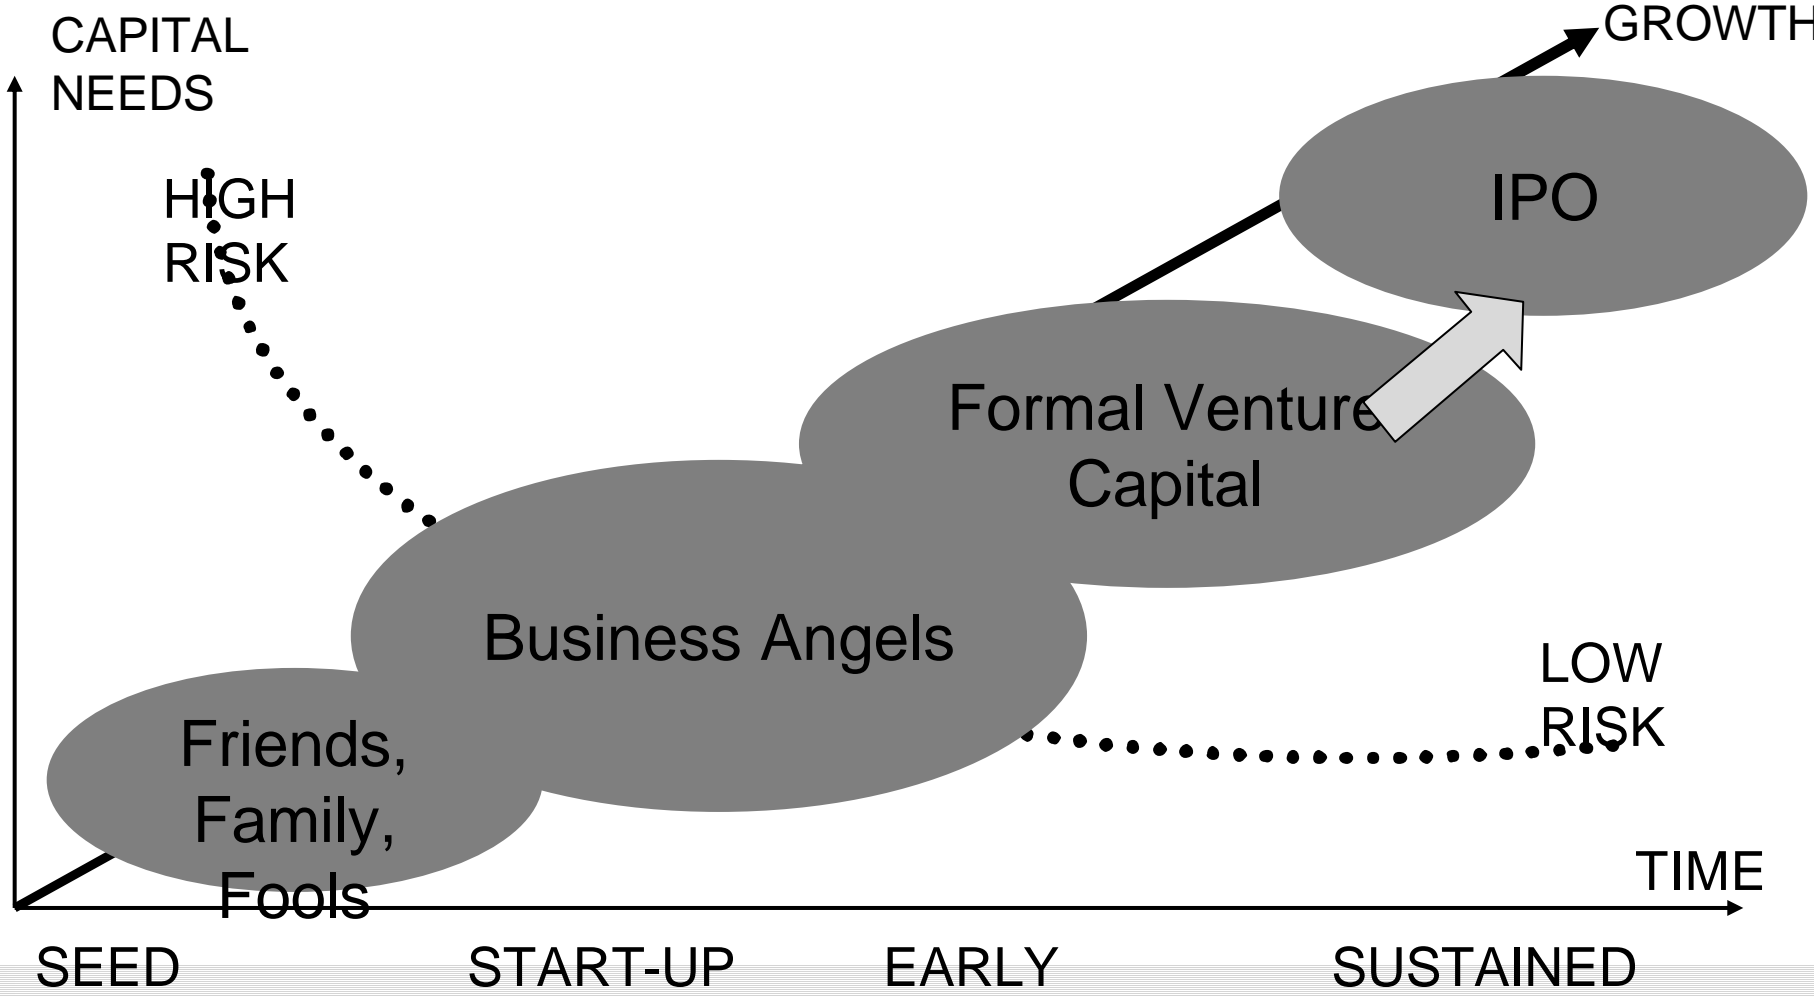 CAPITAL
NEEDS
GROWTH
HIGH
RISK
IPO
Formal Venture
Capital
Business Angels
LOW
RISK
Friends,
Family,
Fools
TIME
SEED
START-UP
EARLY
SUSTAINED